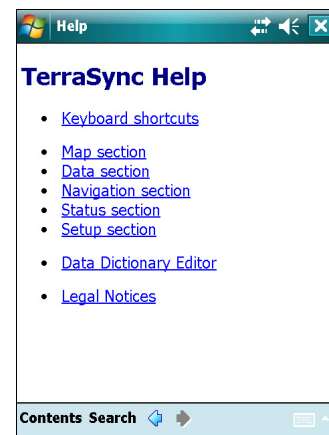 Help
TerraSync Help
Keyboard shortcuts
Map section
Data section
Navigation section
Status section
Setup section
Data Dictionary Editor
Legal Notices
Contents Search